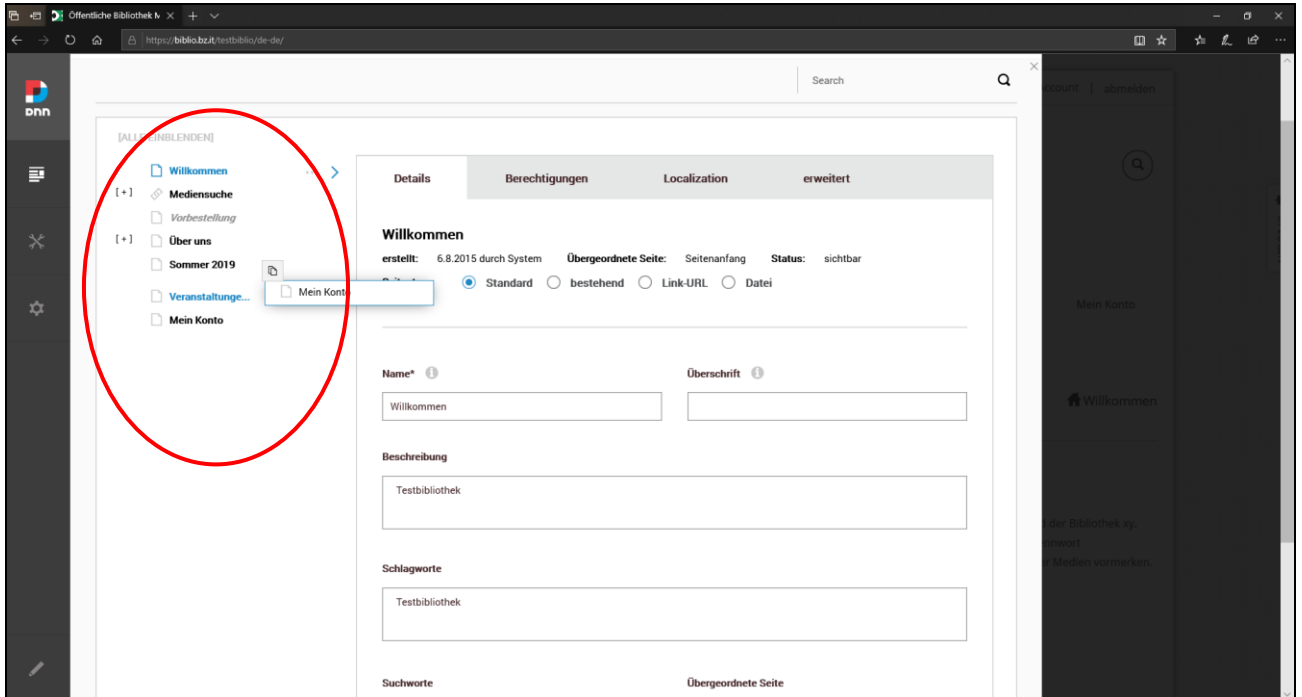 Öffentliche Bibliothek
https://biblio.bz.it/testbiblio/de-de/
Search
ccount | abmelden
Dnn
[ALLE EINBLENDEN]
Willkommen
[+] Mediensuche
Vorbestellung
[+] Über uns
Sommer 2019
Mein Konto
Veranstaltunge...
Mein Konto
Details Berechtigungen Localization erweitert
Willkommen
erstellt: 6.8.2015 durch System Übergeordnete Seite: Seitenanfang Status: sichtbar
Standard bestehend Link-URL Datei
Name* Überschrift
Willkommen
Beschreibung
Testbibliothek
Schlagworte
Testbibliothek
Suchworte Übergeordnete Seite
Mein Konto
Willkommen
der Bibliothek xy.
nnwort
r Medien vormerken,